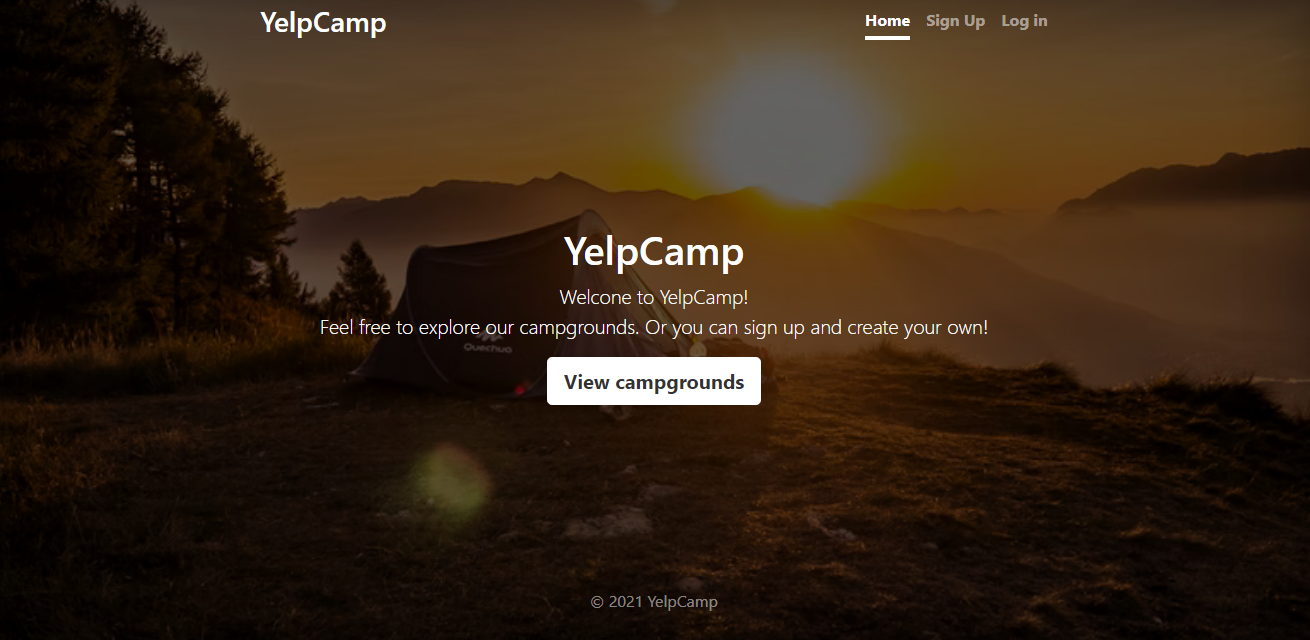 YelpCamp
Home Sign Up Log in
YelpCamp
Welcome to YelpCamp!
Feel free to explore our campgrounds. Or you can sign up and create your own!
Quechua
View campgrounds
© 2021 YelpCamp